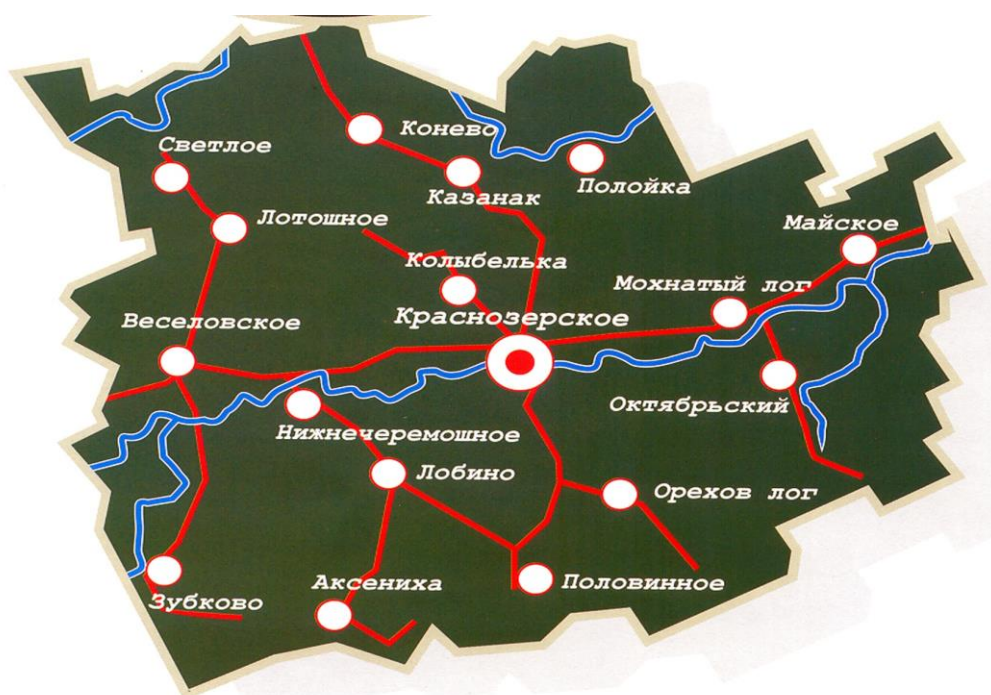 Конево
Светлое
Казанак
Полойка
Лотошное
Майское
Колыбелька
Мохнатый лог
Краснозерское
Веселовское
Октябрьский
Нижнечеремошное
Лобино
Орехов лог
Аксениха
Половинное
Зубково